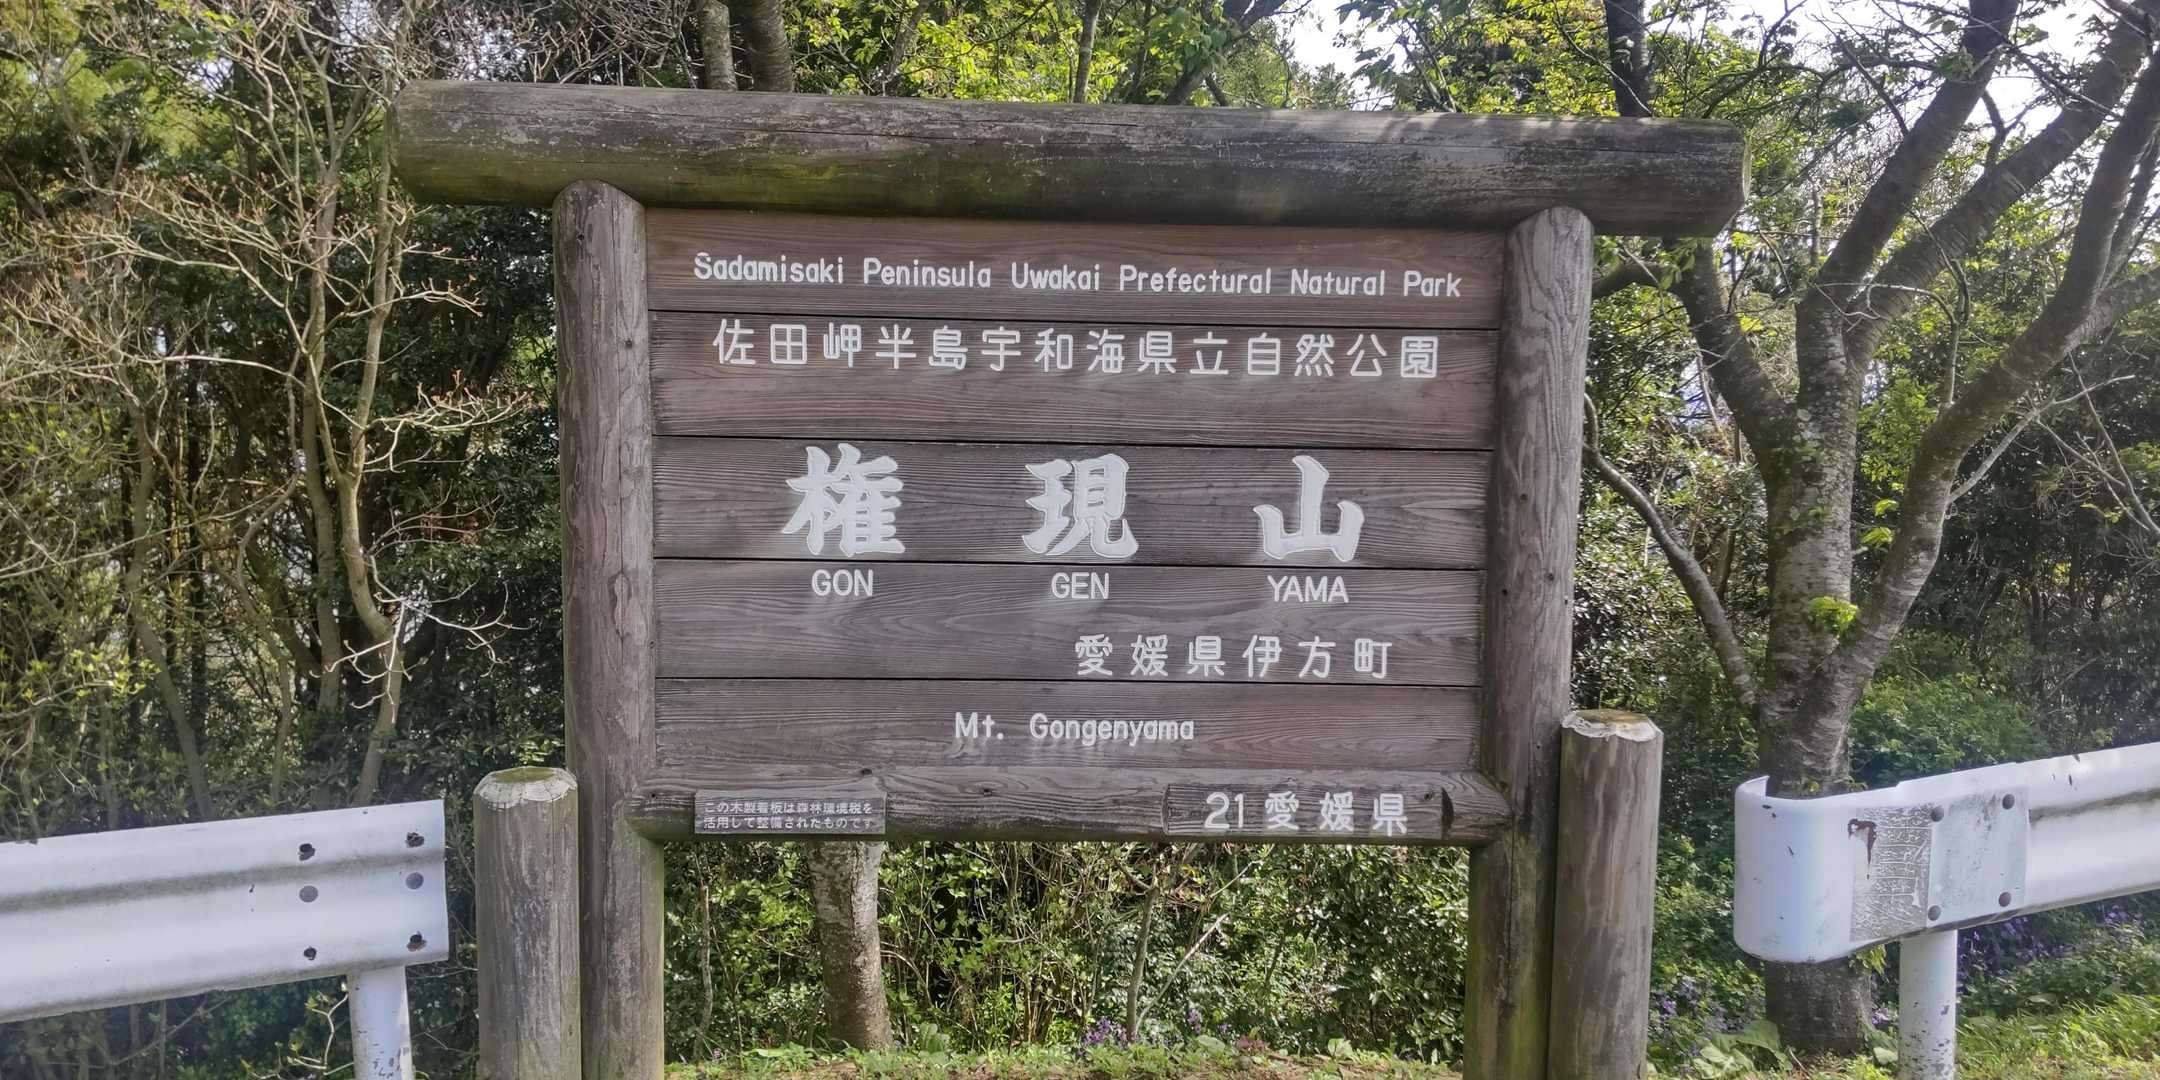 Sadamisaki Peninsula Uwakai Prefectural Natural Park
佐田岬半島宇和海県立自然公園
権現山
GON GEN YAMA
愛媛県伊方町
Mt. Gongenyama
この木製看板は森林環境税を
活用して整備されたものです
21愛媛県